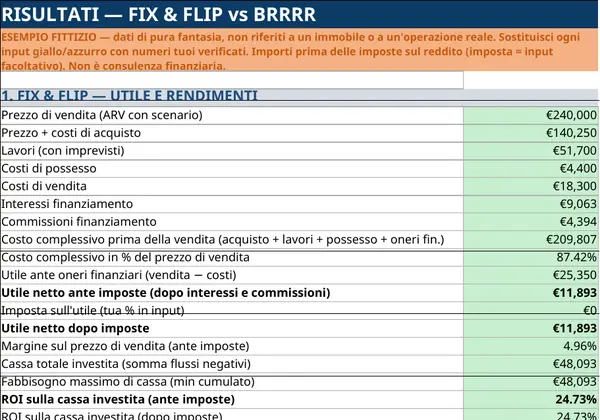 RISULTATI — FIX & FLIP vs BRRRR
ESEMPIO FITTIZIO — dati di pura fantasia, non riferiti a un immobile o a un'operazione reale. Sostituisci ogni
input giallo/azzurro con numeri tuoi verificati. Importi prima delle imposte sul reddito (imposta = input
facoltativo). Non è consulenza finanziaria.
1. FIX & FLIP — UTILE E RENDIMENTI
Prezzo di vendita (ARV con scenario) €240,000
Prezzo + costi di acquisto €140,250
Lavori (con imprevisti) €51,700
Costi di possesso €4,400
Costi di vendita €18,300
Interessi finanziamento €9,063
Commissioni finanziamento €4,394
Costo complessivo prima della vendita (acquisto + lavori + possesso + oneri fin.) €209,807
Costo complessivo in % del prezzo di vendita 87.42%
Utile ante oneri finanziari (vendita − costi) €25,350
Utile netto ante imposte (dopo interessi e commissioni) €11,893
Imposta sull'utile (tua % in input) €0
Utile netto dopo imposte €11,893
Margine sul prezzo di vendita (ante imposte) 4.96%
Cassa totale investita (somma flussi negativi) €48,093
Fabbisogno massimo di cassa (min cumulato) €48,093
ROI sulla cassa investita (ante imposte) 24.73%
ROI sulla cassa investita (dopo imposte) 24.73%